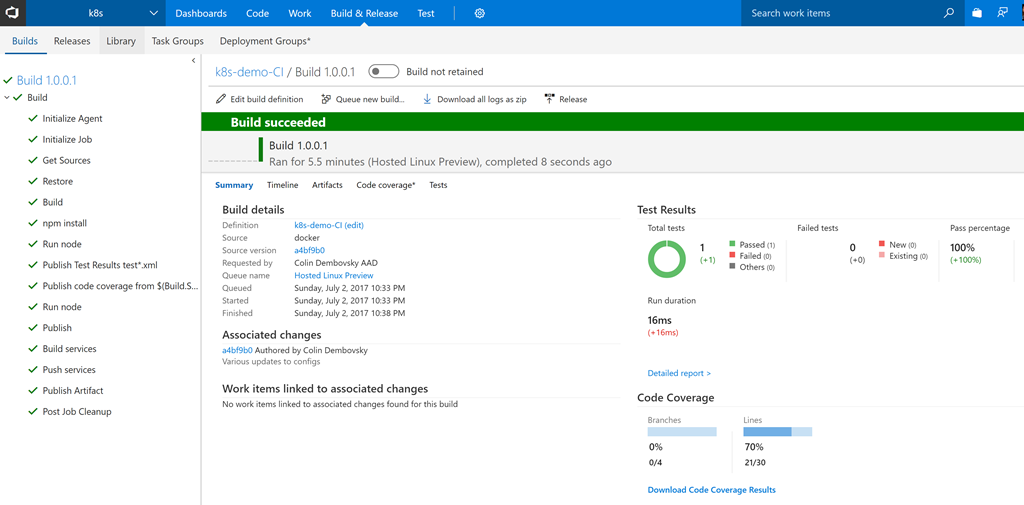 k8s Dashboards Code Work Build & Release Test Search work items
Builds Releases Library Task Groups Deployment Groups*
Build 1.0.0.1
Build
Initialize Agent
Initialize Job
Get Sources
Restore
Build
npm install
Run node
Publish Test Results test*.xml
Publish code coverage from $(Build.S...
Run node
Publish
Build services
Push services
Publish Artifact
Post Job Cleanup
k8s-demo-CI / Build 1.0.0.1 Build not retained
Edit build definition Queue new build... Download all logs as zip Release
Build succeeded
Build 1.0.0.1
Ran for 5.5 minutes (Hosted Linux Preview), completed 8 seconds ago
Summary Timeline Artifacts Code coverage* Tests
Build details
Definition k8s-demo-CI (edit)
Source docker
Source version a4bf9b0
Requested by Colin Dembovsky AAD
Queue name Hosted Linux Preview
Queued Sunday, July 2, 2017 10:33 PM
Started Sunday, July 2, 2017 10:33 PM
Finished Sunday, July 2, 2017 10:38 PM
Associated changes
a4bf9b0 Authored by Colin Dembovsky
Various updates to configs
Work items linked to associated changes
No work items linked to associated changes found for this build
Test Results
Total tests Failed tests Pass percentage
1 Passed (1) 0 New (0) 100%
(+1) Failed (0) (+0) Existing (0) (+100%)
Others (0)
Run duration
16ms
(+16ms)
Detailed report >
Code Coverage
Branches Lines
0% 70%
0/4 21/30
Download Code Coverage Results